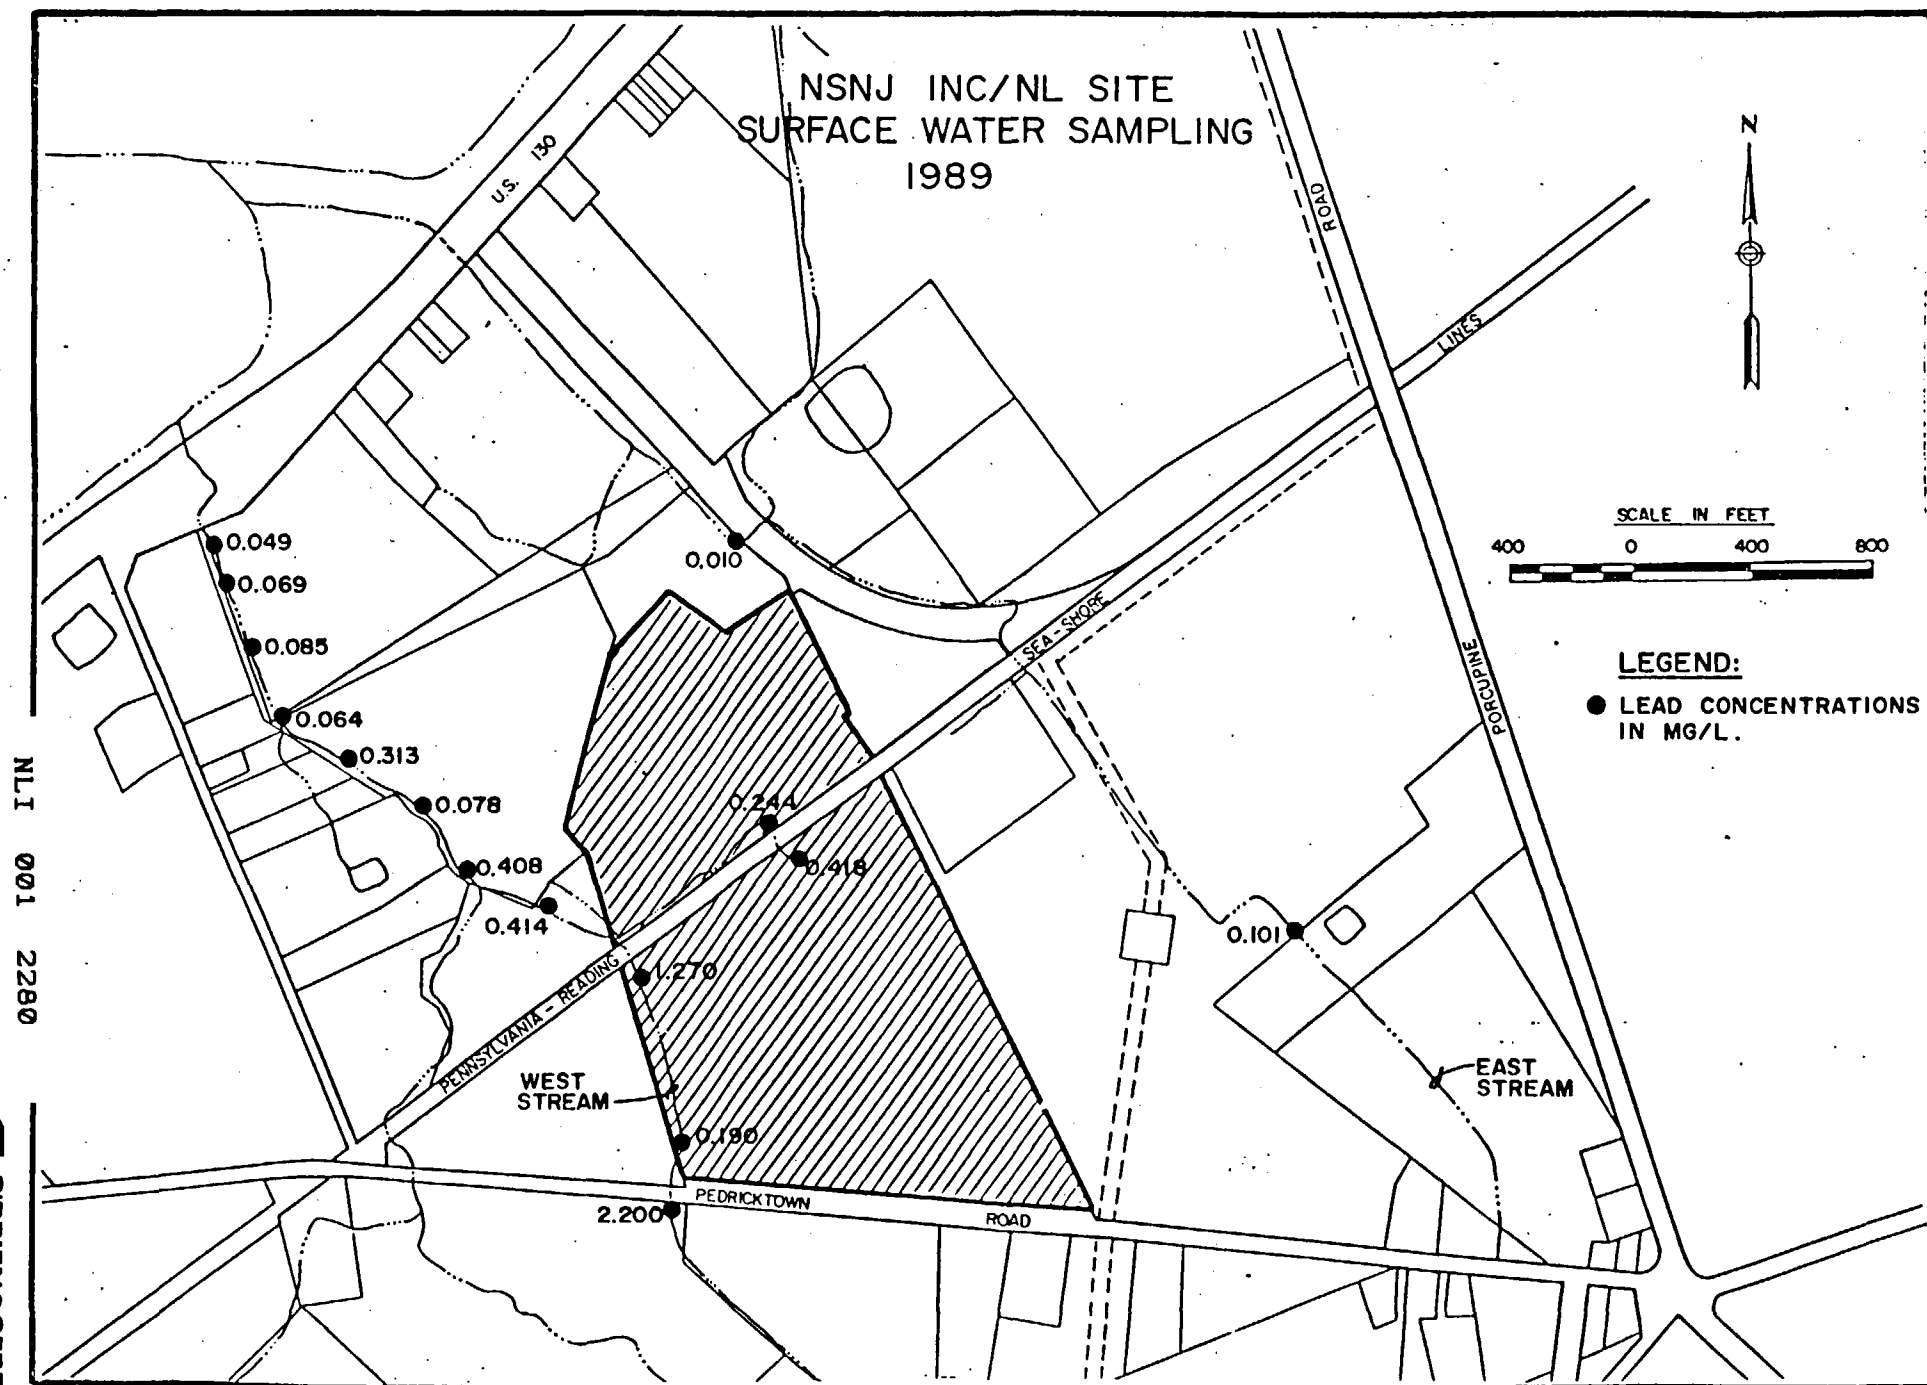 NSNJ INC/NL SITE
SURFACE WATER SAMPLING
1989
N
U.S. 130
ROAD
LINES
SCALE IN FEET
400 0 400 800
LEGEND:
● LEAD CONCENTRATIONS
IN MG/L.
0.049
0.069
0.085
0.064
0.313
0.078
0.408
0.414
0.010
0.244
0.418
1.270
0.190
2.200
0.101
SEA-SHORE
PORCUPINE
PENNSYLVANIA - READING
WEST
STREAM
EAST
STREAM
PEDRICKTOWN
ROAD
NLI 001 2280